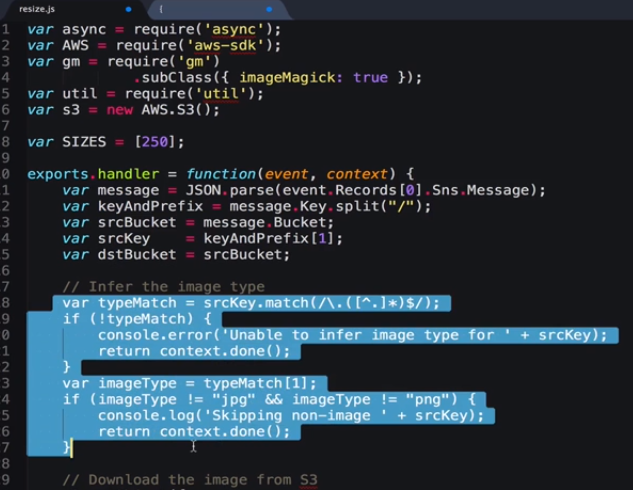 resize.js {
1 var async = require('async');
2 var AWS = require('aws-sdk');
3 var gm = require('gm')
4 .subClass({ imageMagick: true });
5 var util = require('util');
6 var s3 = new AWS.S3();
7
8 var SIZES = [250];
9
0 exports.handler = function(event, context) {
1 var message = JSON.parse(event.Records[0].Sns.Message);
2 var keyAndPrefix = message.Key.split("/");
3 var srcBucket = message.Bucket;
4 var srcKey = keyAndPrefix[1];
5 var dstBucket = srcBucket;
6
7 // Infer the image type
8 var typeMatch = srcKey.match(/\.([^.]*)$/);
9 if (!typeMatch) {
0 console.error('Unable to infer image type for ' + srcKey);
1 return context.done();
2 }
3 var imageType = typeMatch[1];
4 if (imageType != "jpg" && imageType != "png") {
5 console.log('Skipping non-image ' + srcKey);
6 return context.done();
7 }
8
9 // Download the image from S3